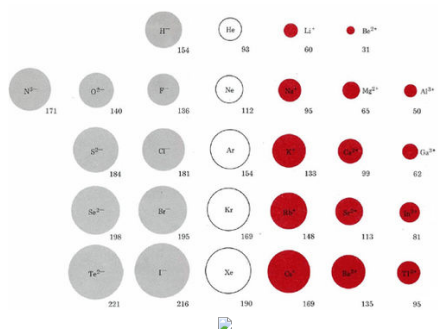 H⁻ He Li⁺ Be²⁺
154 93 60 31
N³⁻ O²⁻ F⁻ Ne Na⁺ Mg²⁺ Al³⁺
171 140 136 112 95 65 50
S²⁻ Cl⁻ Ar K⁺ Ca²⁺ Ga³⁺
184 181 154 133 99 62
Se²⁻ Br⁻ Kr Rb⁺
198 195 169 148 113 81
Te²⁻ I⁻ Xe Cs⁺ Ba²⁺ Tl³⁺
221 216 190 169 135 95